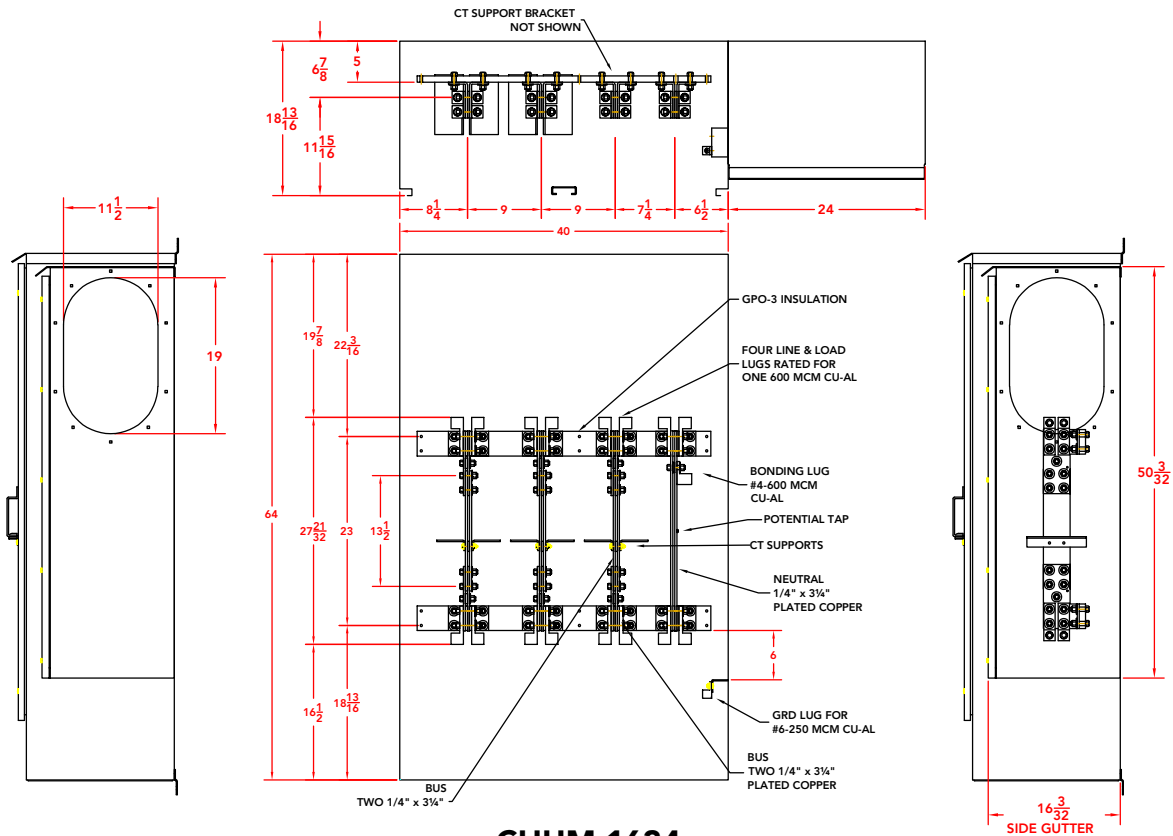 CT SUPPORT BRACKET
NOT SHOWN
6 7/8
5
18 13/16
11 15/16
8 1/4
9
9
7 1/4
6 1/2
24
40
11 1/2
19
19 7/8
22 3/16
64
27 21/32
23
13 1/2
16 1/2
18 13/16
6
GPO-3 INSULATION
FOUR LINE & LOAD
LUGS RATED FOR
ONE 600 MCM CU-AL
BONDING LUG
#4-600 MCM
CU-AL
POTENTIAL TAP
CT SUPPORTS
NEUTRAL
1/4" x 3¼"
PLATED COPPER
GRD LUG FOR
#6-250 MCM CU-AL
BUS
TWO 1/4" x 3¼"
PLATED COPPER
BUS
TWO 1/4" x 3¼"
50 3/32
16 3/32
SIDE GUTTER